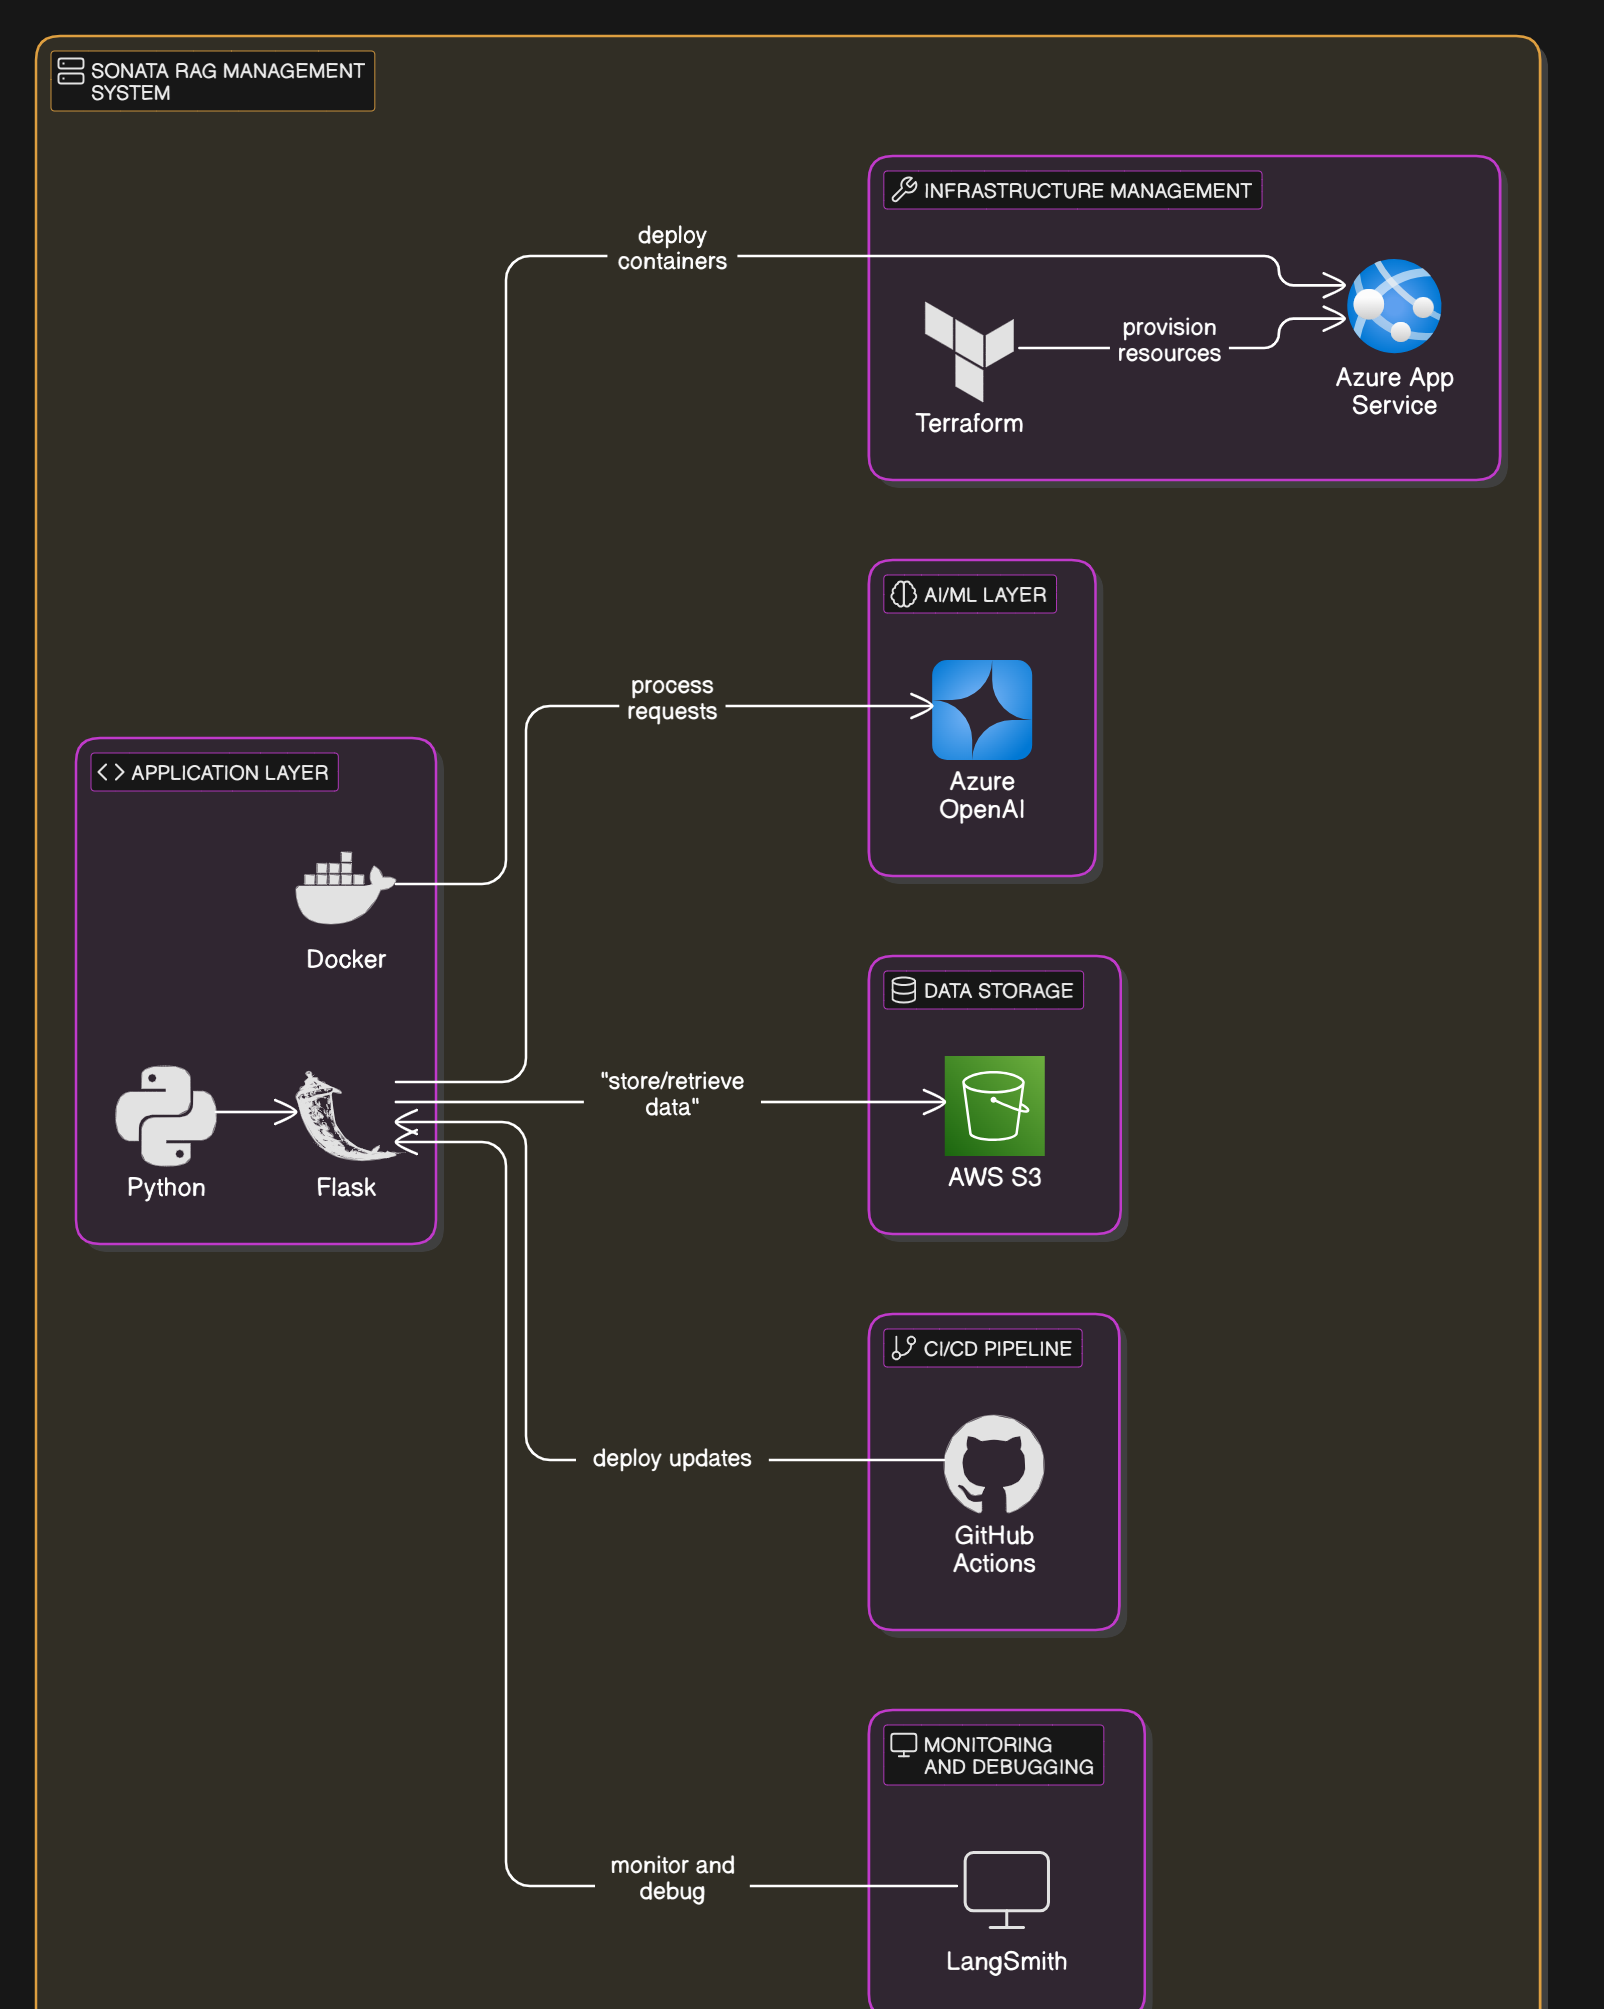 SONATA RAG MANAGEMENT
SYSTEM
INFRASTRUCTURE MANAGEMENT
deploy
containers
provision
resources
Azure App
Service
Terraform
AI/ML LAYER
process
requests
Azure
OpenAI
APPLICATION LAYER
Docker
DATA STORAGE
"store/retrieve
data"
AWS S3
Python
Flask
CI/CD PIPELINE
deploy updates
GitHub
Actions
MONITORING
AND DEBUGGING
monitor and
debug
LangSmith